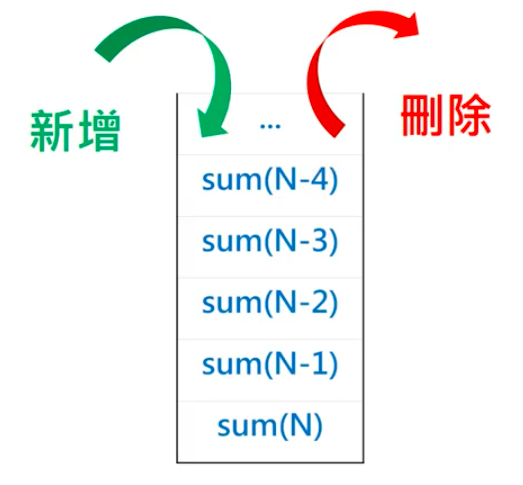 新增
刪除
...
sum(N-4)
sum(N-3)
sum(N-2)
sum(N-1)
sum(N)